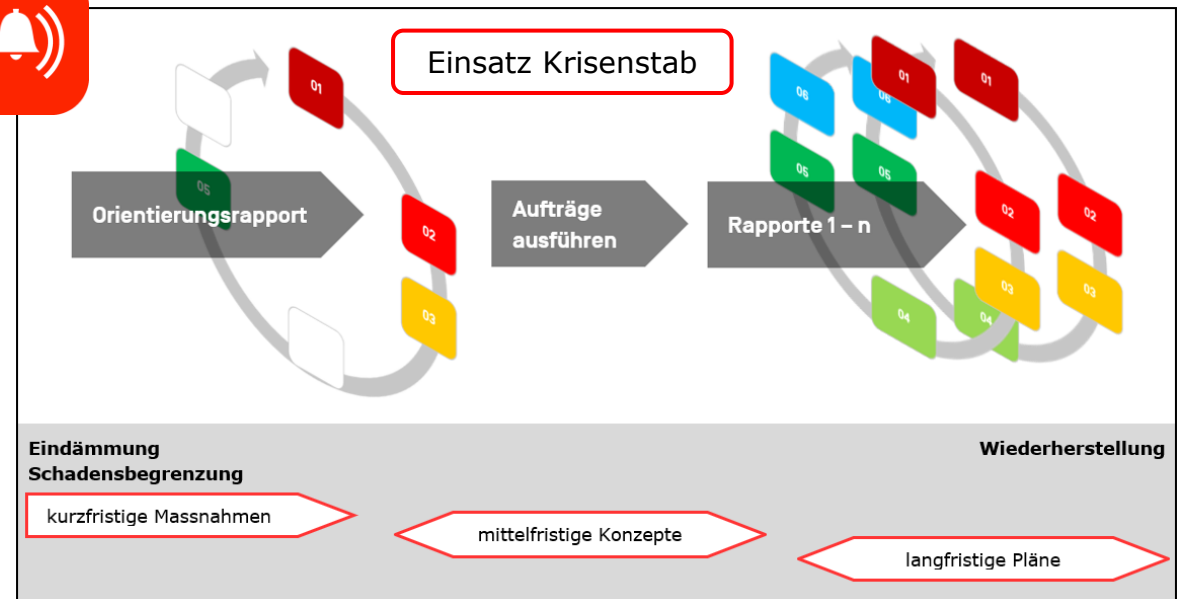 Einsatz Krisenstab
01
05
02
03
Orientierungsrapport
Aufträge
ausführen
06
06
01
01
05
05
02
02
03
03
04
04
Rapporte 1 – n
Eindämmung
Schadensbegrenzung
Wiederherstellung
kurzfristige Massnahmen
mittelfristige Konzepte
langfristige Pläne